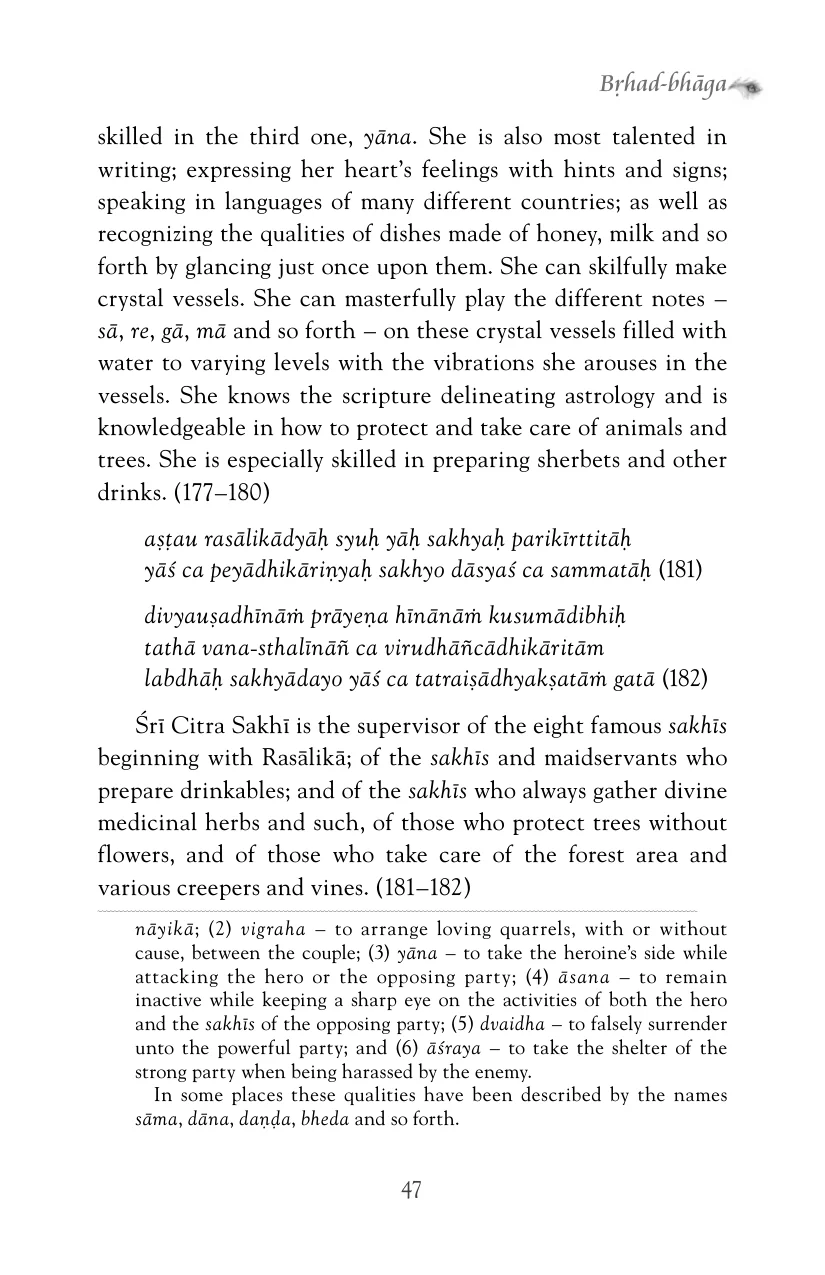 Bṛhad-bhāga
skilled in the third one, yāna. She is also most talented in
writing; expressing her heart’s feelings with hints and signs;
speaking in languages of many different countries; as well as
recognizing the qualities of dishes made of honey, milk and so
forth by glancing just once upon them. She can skilfully make
crystal vessels. She can masterfully play the different notes –
sā, re, gā, mā and so forth – on these crystal vessels filled with
water to varying levels with the vibrations she arouses in the
vessels. She knows the scripture delineating astrology and is
knowledgeable in how to protect and take care of animals and
trees. She is especially skilled in preparing sherbets and other
drinks. (177–180)
aṣṭau rasālikādyāḥ syuḥ yāḥ sakhyaḥ parikīrttitāḥ
yāś ca peyādhikāriṇyaḥ sakhyo dāsyaś ca sammatāḥ (181)
divyauṣadhīnāṁ prāyeṇa hīnānāṁ kusumādibhiḥ
tathā vana-sthalīnāñ ca virudhāñcādhikāritām
labdhāḥ sakhyādayo yāś ca tatraiṣādhyakṣatāṁ gatā (182)
Śrī Citra Sakhī is the supervisor of the eight famous sakhīs
beginning with Rasālikā; of the sakhīs and maidservants who
prepare drinkables; and of the sakhīs who always gather divine
medicinal herbs and such, of those who protect trees without
flowers, and of those who take care of the forest area and
various creepers and vines. (181–182)
nāyikā; (2) vigraha – to arrange loving quarrels, with or without
cause, between the couple; (3) yāna – to take the heroine’s side while
attacking the hero or the opposing party; (4) āsana – to remain
inactive while keeping a sharp eye on the activities of both the hero
and the sakhīs of the opposing party; (5) dvaidha – to falsely surrender
unto the powerful party; and (6) āśraya – to take the shelter of the
strong party when being harassed by the enemy.
In some places these qualities have been described by the names
sāma, dāna, daṇḍa, bheda and so forth.
47